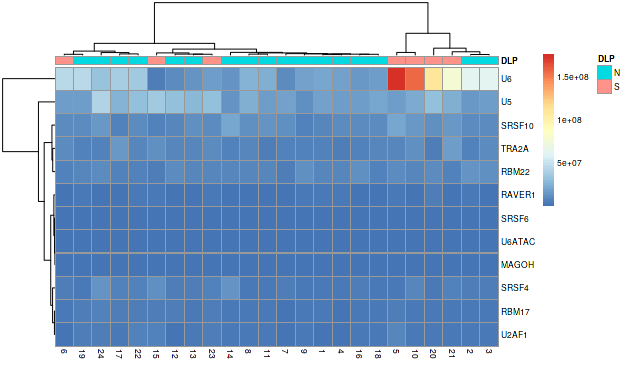 DLP
DLP
N
S
U6
U5
SRSF10
TRA2A
RBM22
RAVER1
SRSF6
U6ATAC
MAGOH
SRSF4
RBM17
U2AF1
1.5e+08
1e+08
5e+07
6 19 24 17 22 15 12 13 23 14 8 11 7 9 1 4 16 18 5 10 20 21 2 3